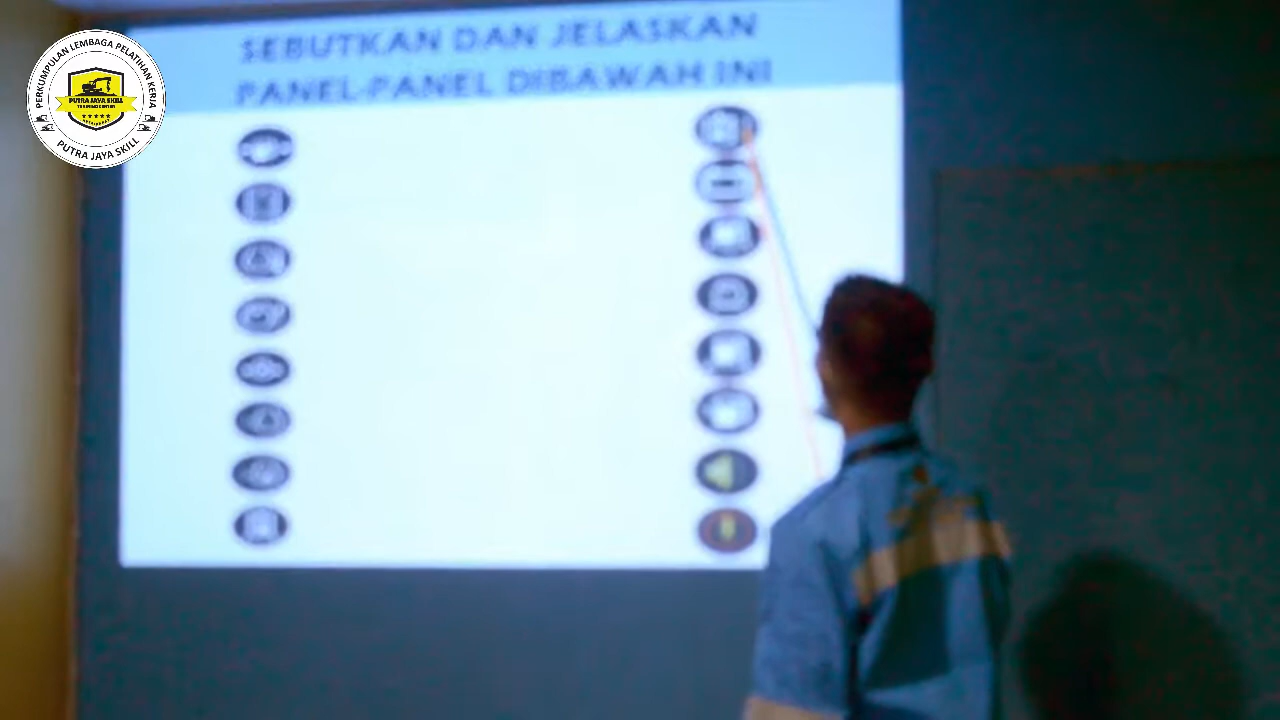 SEBUTKAN DAN JELASKAN
PANEL-PANEL DIBAWAH INI
PERKUMPULAN LEMBAGA PELATIHAN KERJA
PUTRA JAYA SKILL
PUTRA JAYA SKILL